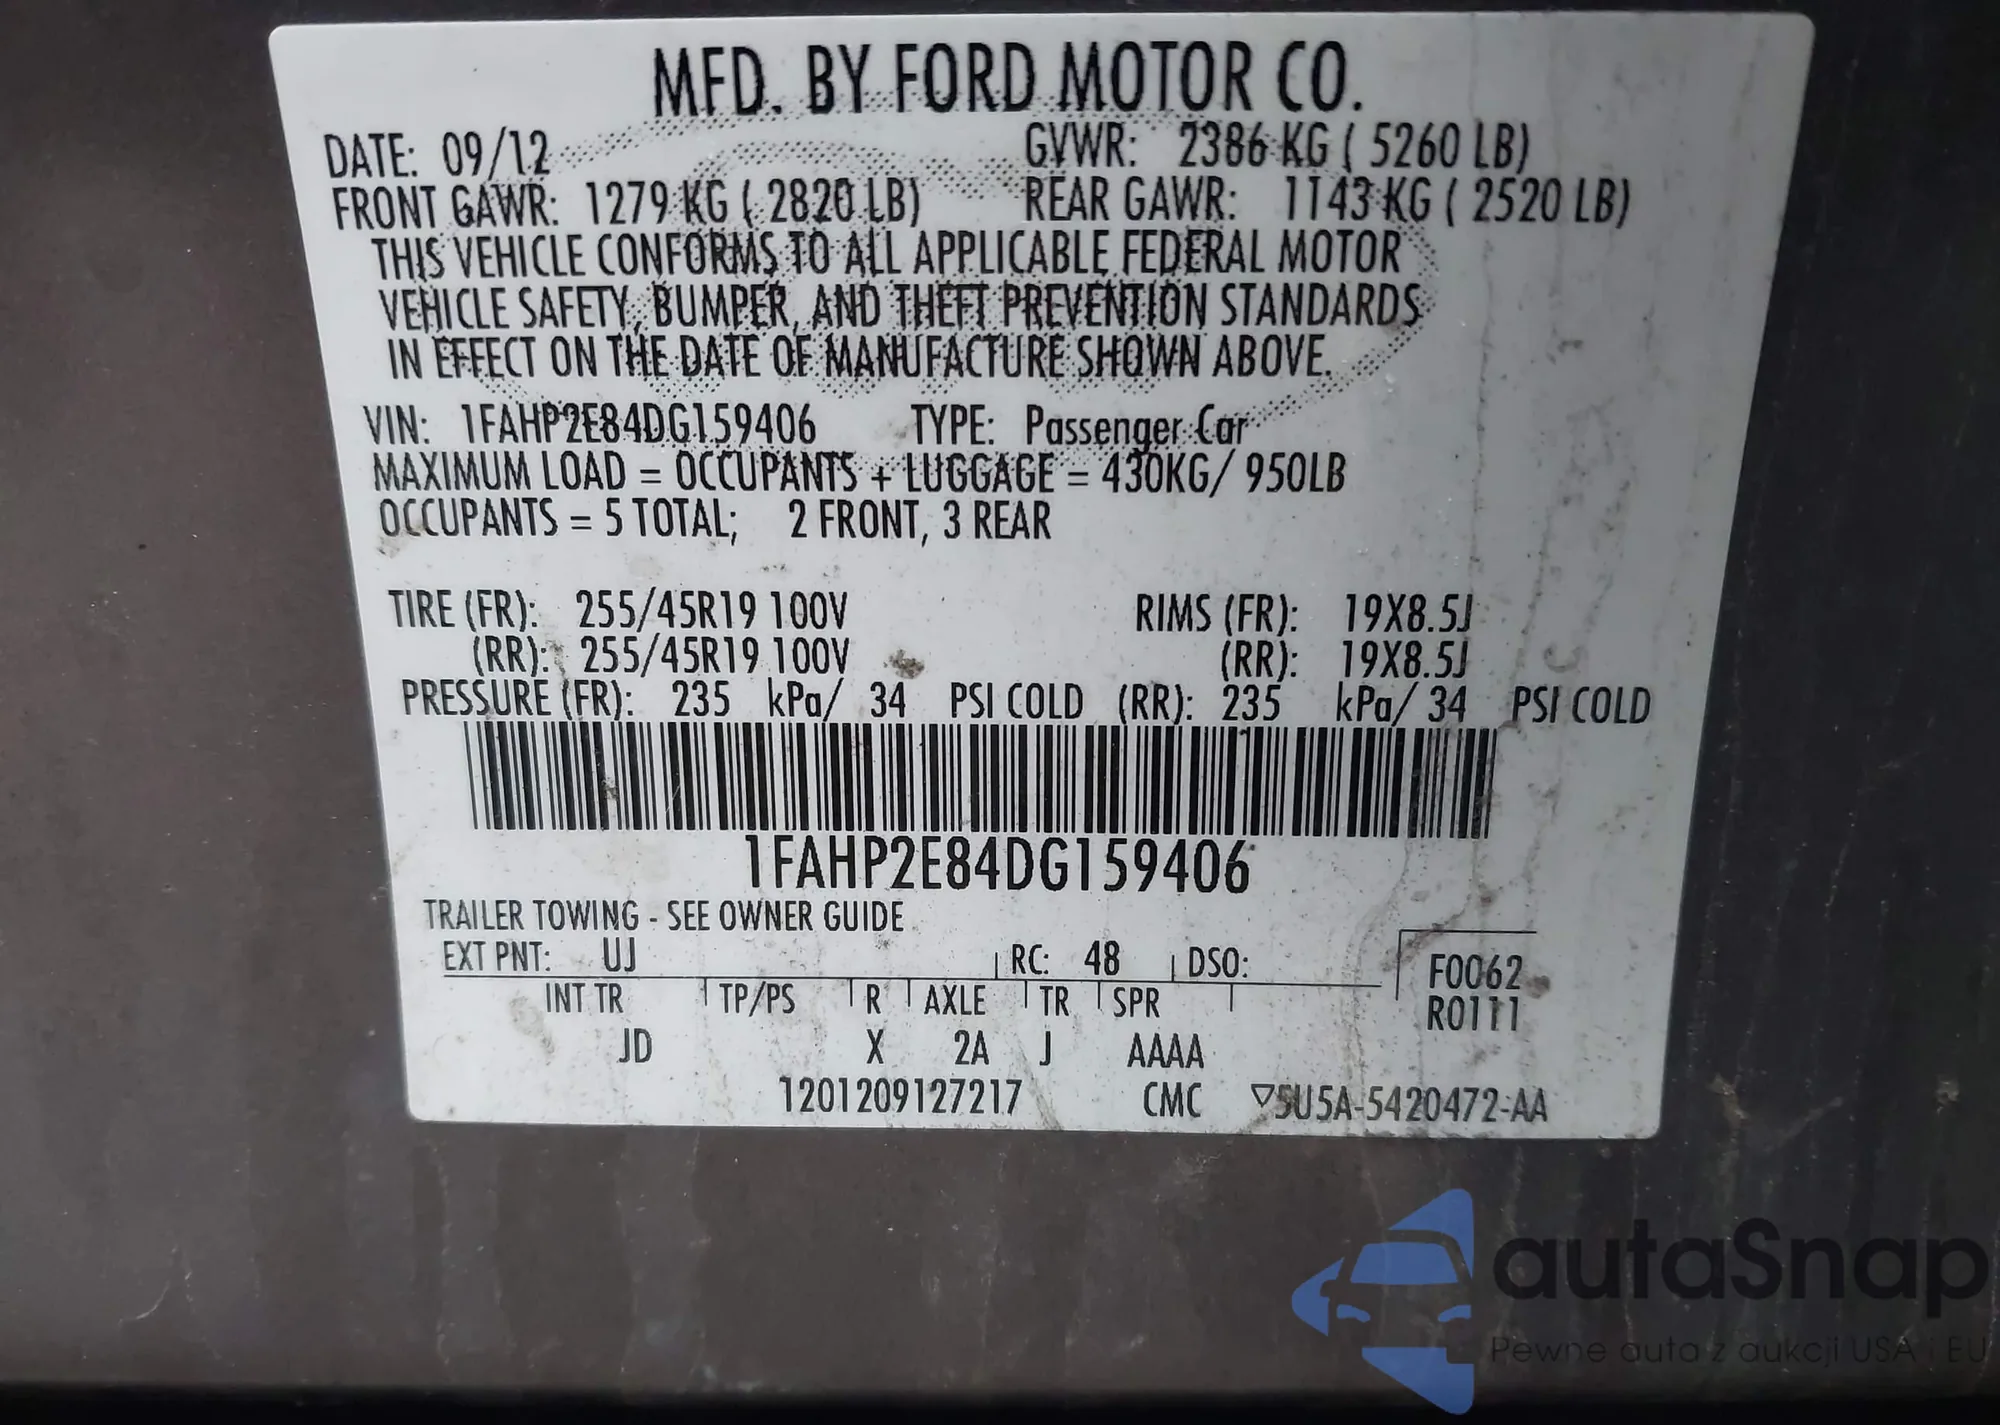 MFD. BY FORD MOTOR CO.
DATE: 09/12 GVWR: 2386 KG ( 5260 LB)
FRONT GAWR: 1279 KG ( 2820 LB) REAR GAWR: 1143 KG ( 2520 LB)
THIS VEHICLE CONFORMS TO ALL APPLICABLE FEDERAL MOTOR
VEHICLE SAFETY, BUMPER, AND THEFT PREVENTION STANDARDS
IN EFFECT ON THE DATE OF MANUFACTURE SHOWN ABOVE.
VIN: 1FAHP2E84DG159406 TYPE: Passenger Car
MAXIMUM LOAD = OCCUPANTS + LUGGAGE = 430KG/ 950LB
OCCUPANTS = 5 TOTAL; 2 FRONT, 3 REAR
TIRE (FR): 255/45R19 100V RIMS (FR): 19X8.5J
(RR): 255/45R19 100V (RR): 19X8.5J
PRESSURE (FR): 235 kPa/ 34 PSI COLD (RR): 235 kPa/ 34 PSI COLD
1FAHP2E84DG159406
TRAILER TOWING - SEE OWNER GUIDE
EXT PNT: UJ RC: 48 DSO: F0062
INT TR TP/PS R AXLE TR SPR R0111
JD X 2A J AAAA
1201209127217 CMC ▽5U5A-5420472-AA
autaSnap
Pewne auta z aukcji USA i EU